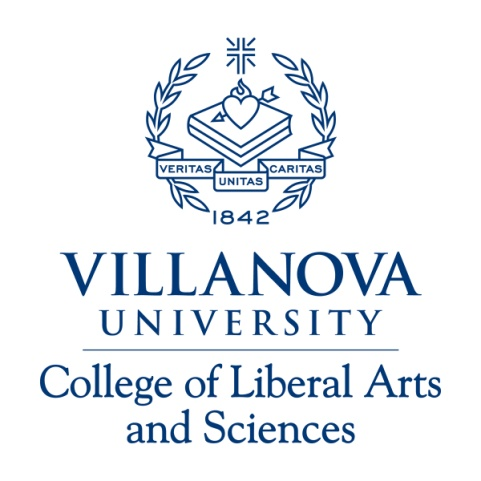 VERITAS UNITAS CARITAS
1842
VILLANOVA
UNIVERSITY
College of Liberal Arts
and Sciences